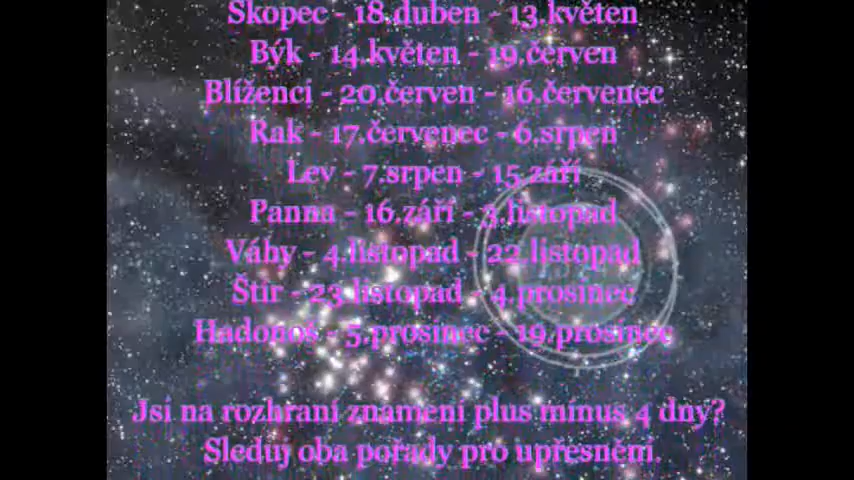 Skopec - 18.duben - 13.květen
Býk - 14.květen - 19.červen
Blíženci - 20.červen - 16.červenec
Rak - 17.červenec - 6.srpen
Lev - 7.srpen - 15.září
Panna - 16.září - 3.listopad
Váhy - 4.listopad - 22.listopad
Štír - 23.listopad - 4.prosinec
Hadonoš - 5.prosinec - 19.prosinec
Jsi na rozhraní znamení plus mínus 4 dny?
Sleduj oba pořady pro upřesnění.